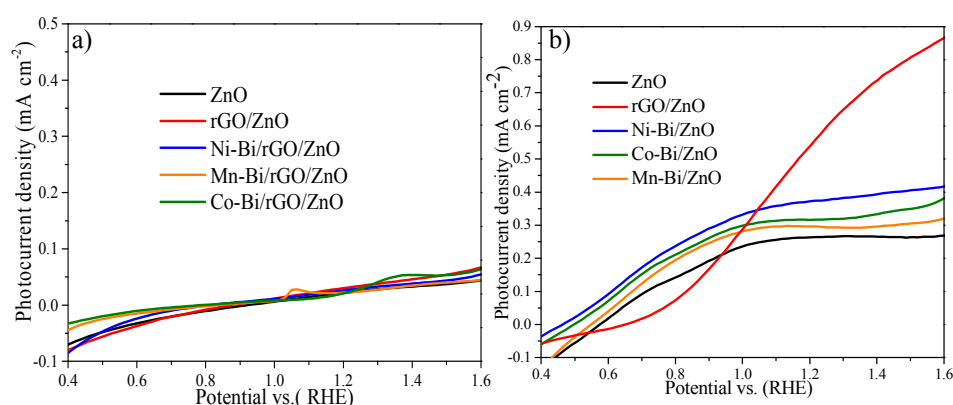 a)
Photocurrent density (mA cm-2)
0.5
0.4
0.3
0.2
0.1
0.0
-0.1
ZnO
rGO/ZnO
Ni-Bi/rGO/ZnO
Mn-Bi/rGO/ZnO
Co-Bi/rGO/ZnO
0.4 0.6 0.8 1.0 1.2 1.4 1.6
Potential vs.( RHE)
b)
Photocurrent density (mA cm-2)
0.9
0.8
0.7
0.6
0.5
0.4
0.3
0.2
0.1
0.0
-0.1
ZnO
rGO/ZnO
Ni-Bi/ZnO
Co-Bi/ZnO
Mn-Bi/ZnO
0.4 0.6 0.8 1.0 1.2 1.4 1.6
Potential vs. (RHE)